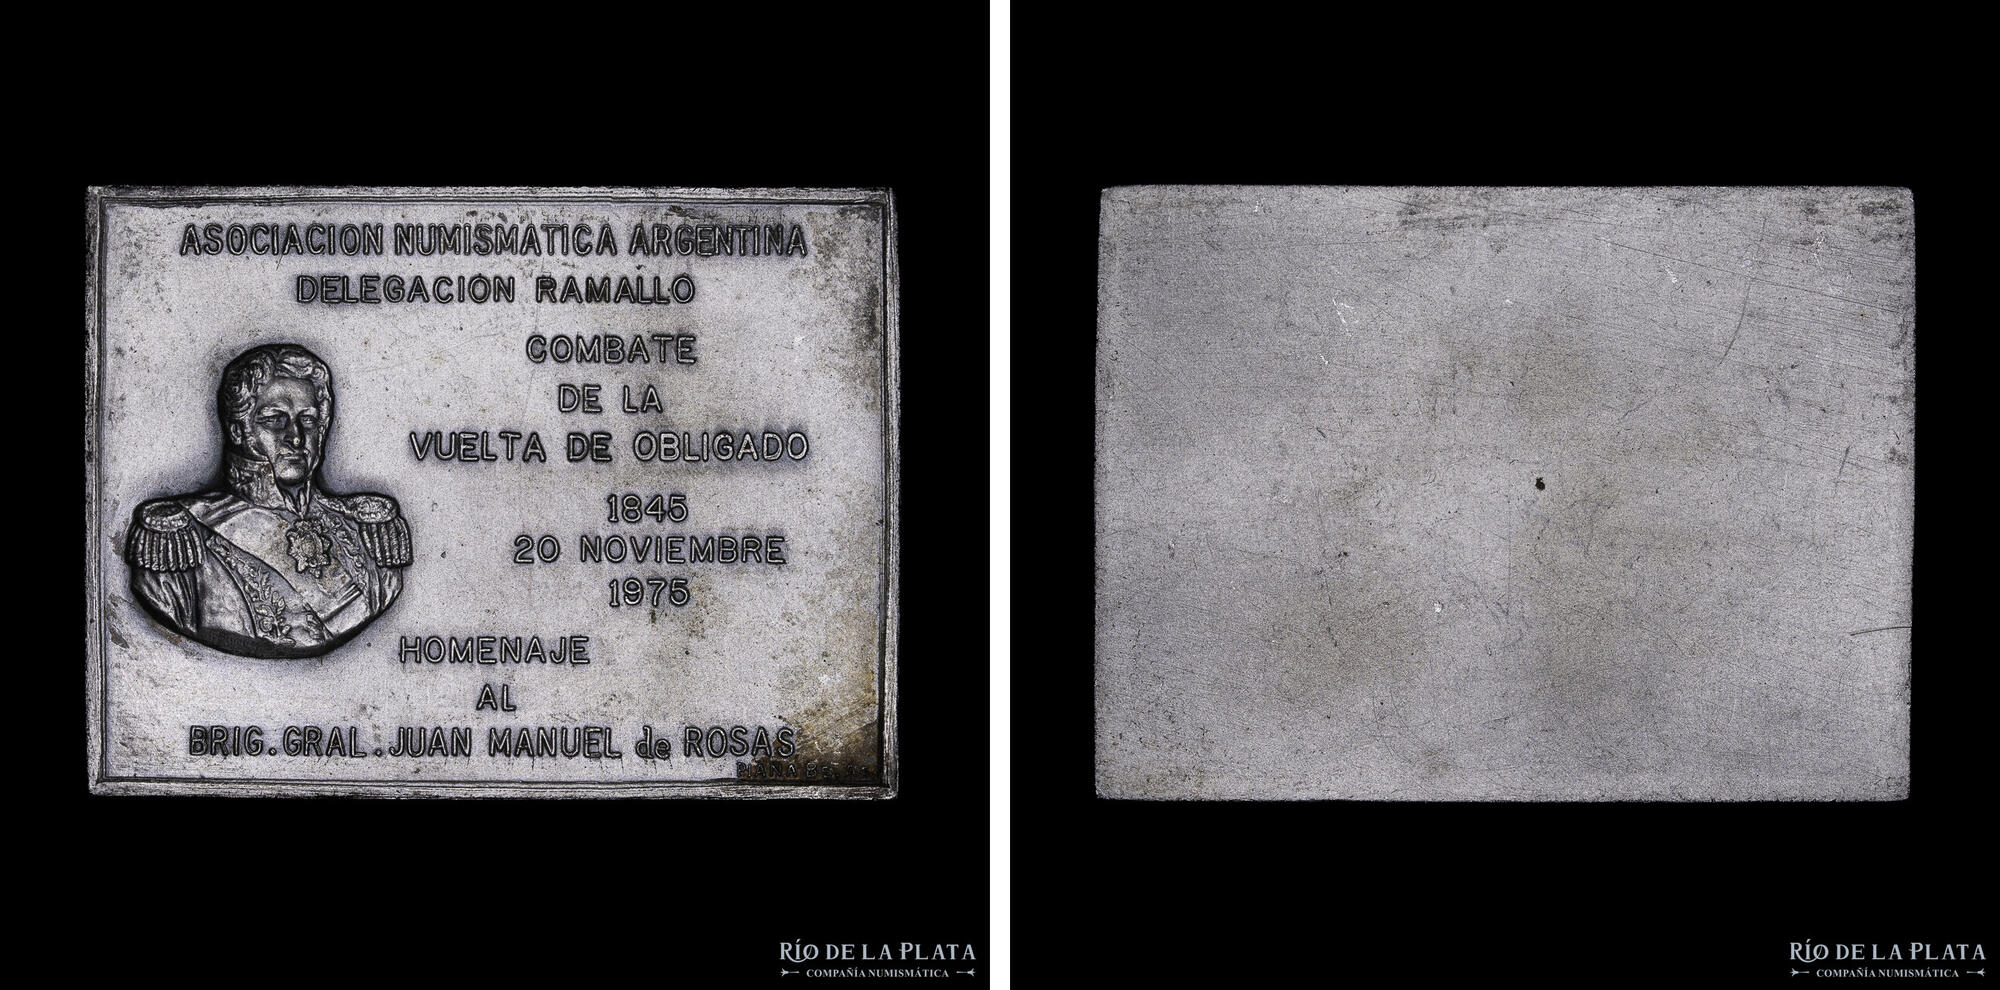 ASOCIACION NUMISMATICA ARGENTINA
DELEGACION RAMALLO
COMBATE
DE LA
VUELTA DE OBLIGADO
1845
20 NOVIEMBRE
1975
HOMENAJE
AL
BRIG. GRAL. JUAN MANUEL de ROSAS
PIANA
RÍO DE LA PLATA
COMPAÑÍA NUMISMÁTICA
RÍO DE LA PLATA
COMPAÑÍA NUMISMÁTICA